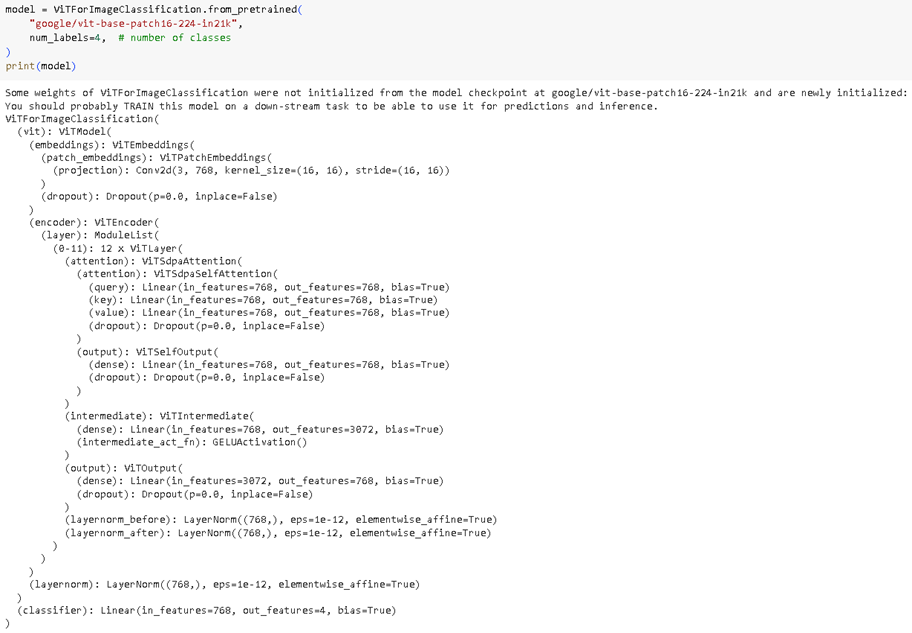 model = ViTForImageClassification.from_pretrained(
    "google/vit-base-patch16-224-in21k",
    num_labels=4,  # number of classes
)
print(model)
Some weights of ViTForImageClassification were not initialized from the model checkpoint at google/vit-base-patch16-224-in21k and are newly initialized:
You should probably TRAIN this model on a down-stream task to be able to use it for predictions and inference.
ViTForImageClassification(
  (vit): ViTModel(
    (embeddings): ViTEmbeddings(
      (patch_embeddings): ViTPatchEmbeddings(
        (projection): Conv2d(3, 768, kernel_size=(16, 16), stride=(16, 16))
      )
      (dropout): Dropout(p=0.0, inplace=False)
    )
    (encoder): ViTEncoder(
      (layer): ModuleList(
        (0-11): 12 x ViTLayer(
          (attention): ViTSdpaAttention(
            (attention): ViTSdpaSelfAttention(
              (query): Linear(in_features=768, out_features=768, bias=True)
              (key): Linear(in_features=768, out_features=768, bias=True)
              (value): Linear(in_features=768, out_features=768, bias=True)
              (dropout): Dropout(p=0.0, inplace=False)
            )
            (output): ViTSelfOutput(
              (dense): Linear(in_features=768, out_features=768, bias=True)
              (dropout): Dropout(p=0.0, inplace=False)
            )
          )
          (intermediate): ViTIntermediate(
            (dense): Linear(in_features=768, out_features=3072, bias=True)
            (intermediate_act_fn): GELUActivation()
          )
          (output): ViTOutput(
            (dense): Linear(in_features=3072, out_features=768, bias=True)
            (dropout): Dropout(p=0.0, inplace=False)
          )
          (layernorm_before): LayerNorm((768,), eps=1e-12, elementwise_affine=True)
          (layernorm_after): LayerNorm((768,), eps=1e-12, elementwise_affine=True)
        )
      )
    )
    (layernorm): LayerNorm((768,), eps=1e-12, elementwise_affine=True)
  )
  (classifier): Linear(in_features=768, out_features=4, bias=True)
)